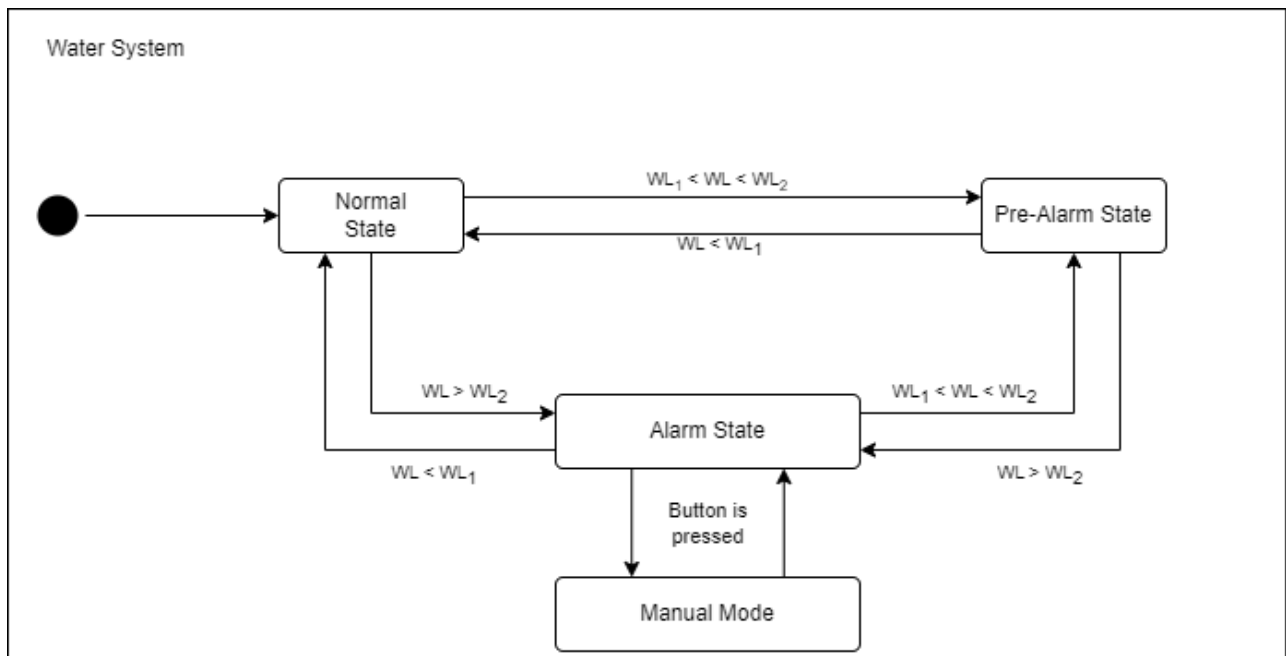 Water System
Normal
State
WL₁ < WL < WL₂
Pre-Alarm State
WL < WL₁
WL > WL₂
Alarm State
WL₁ < WL < WL₂
WL < WL₁
WL > WL₂
Button is
pressed
Manual Mode